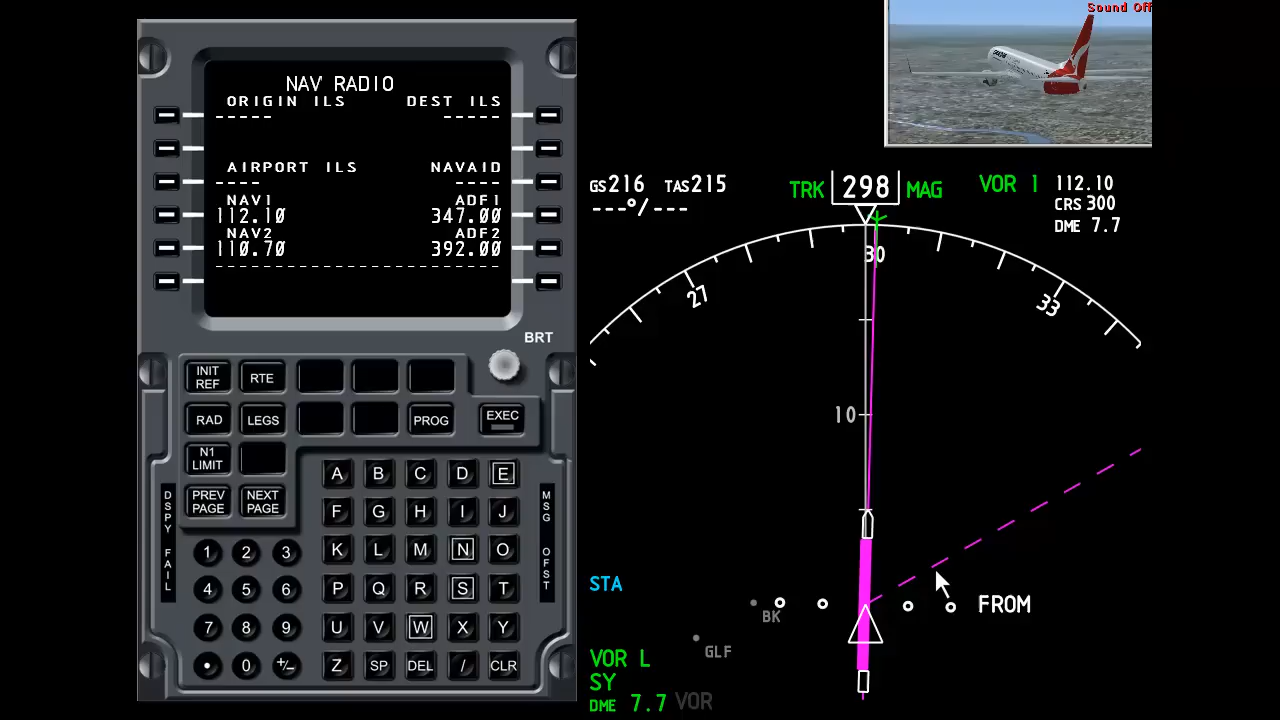 Sound Off
NAV RADIO
ORIGIN ILS DEST ILS
----- -----
AIRPORT ILS NAVAID
---- ----
NAV1 ADF1
112.10 347.00
NAV2 ADF2
110.70 392.00
BRT
INIT REF
RTE
RAD
LEGS
PROG
EXEC
N1 LIMIT
PREV PAGE
NEXT PAGE
A B C D E
F G H I J
K L M N O
P Q R S T
U V W X Y
Z SP DEL / CLR
1 2 3
4 5 6
7 8 9
• 0 +/-
DSPY FAIL
MSG OFST
GS216 TAS215
---°/---
TRK 298 MAG
VOR 1 112.10
CRS 300
DME 7.7
27 30 33
10
STA
BK
GLF
FROM
VOR L
SY
DME 7.7 VOR